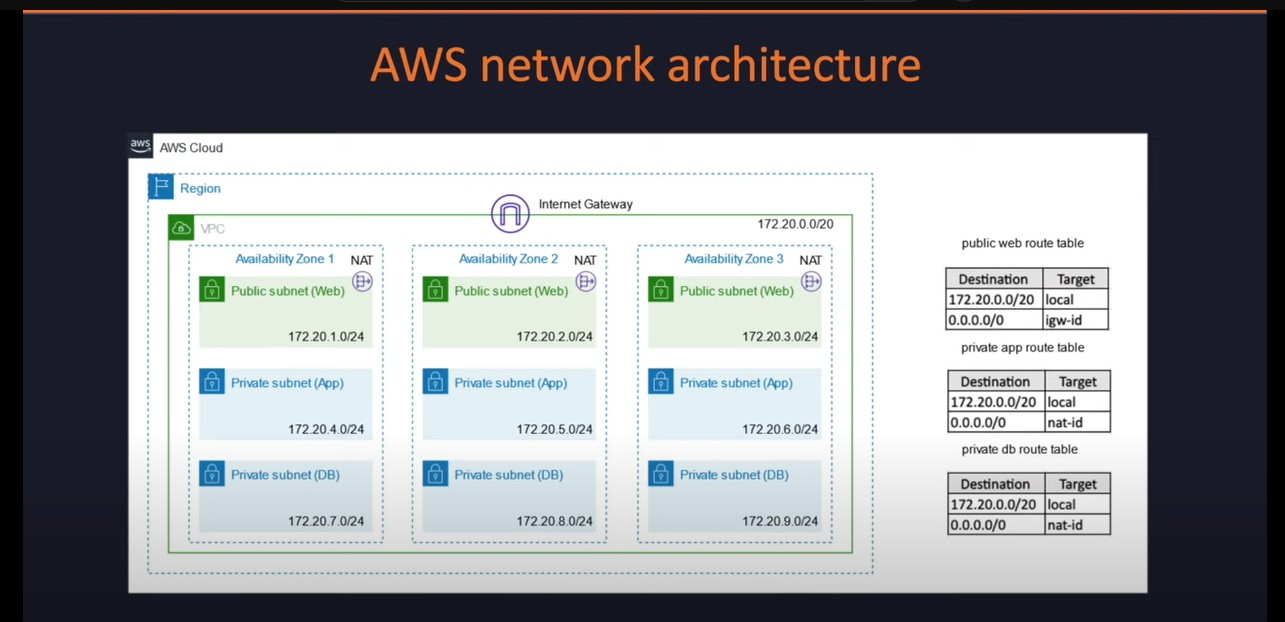 AWS network architecture
aws
AWS Cloud
Region
Internet Gateway
VPC
172.20.0.0/20
Availability Zone 1
NAT
Public subnet (Web)
172.20.1.0/24
Private subnet (App)
172.20.4.0/24
Private subnet (DB)
172.20.7.0/24
Availability Zone 2
NAT
Public subnet (Web)
172.20.2.0/24
Private subnet (App)
172.20.5.0/24
Private subnet (DB)
172.20.8.0/24
Availability Zone 3
NAT
Public subnet (Web)
172.20.3.0/24
Private subnet (App)
172.20.6.0/24
Private subnet (DB)
172.20.9.0/24
public web route table
Destination Target
172.20.0.0/20 local
0.0.0.0/0 igw-id
private app route table
Destination Target
172.20.0.0/20 local
0.0.0.0/0 nat-id
private db route table
Destination Target
172.20.0.0/20 local
0.0.0.0/0 nat-id